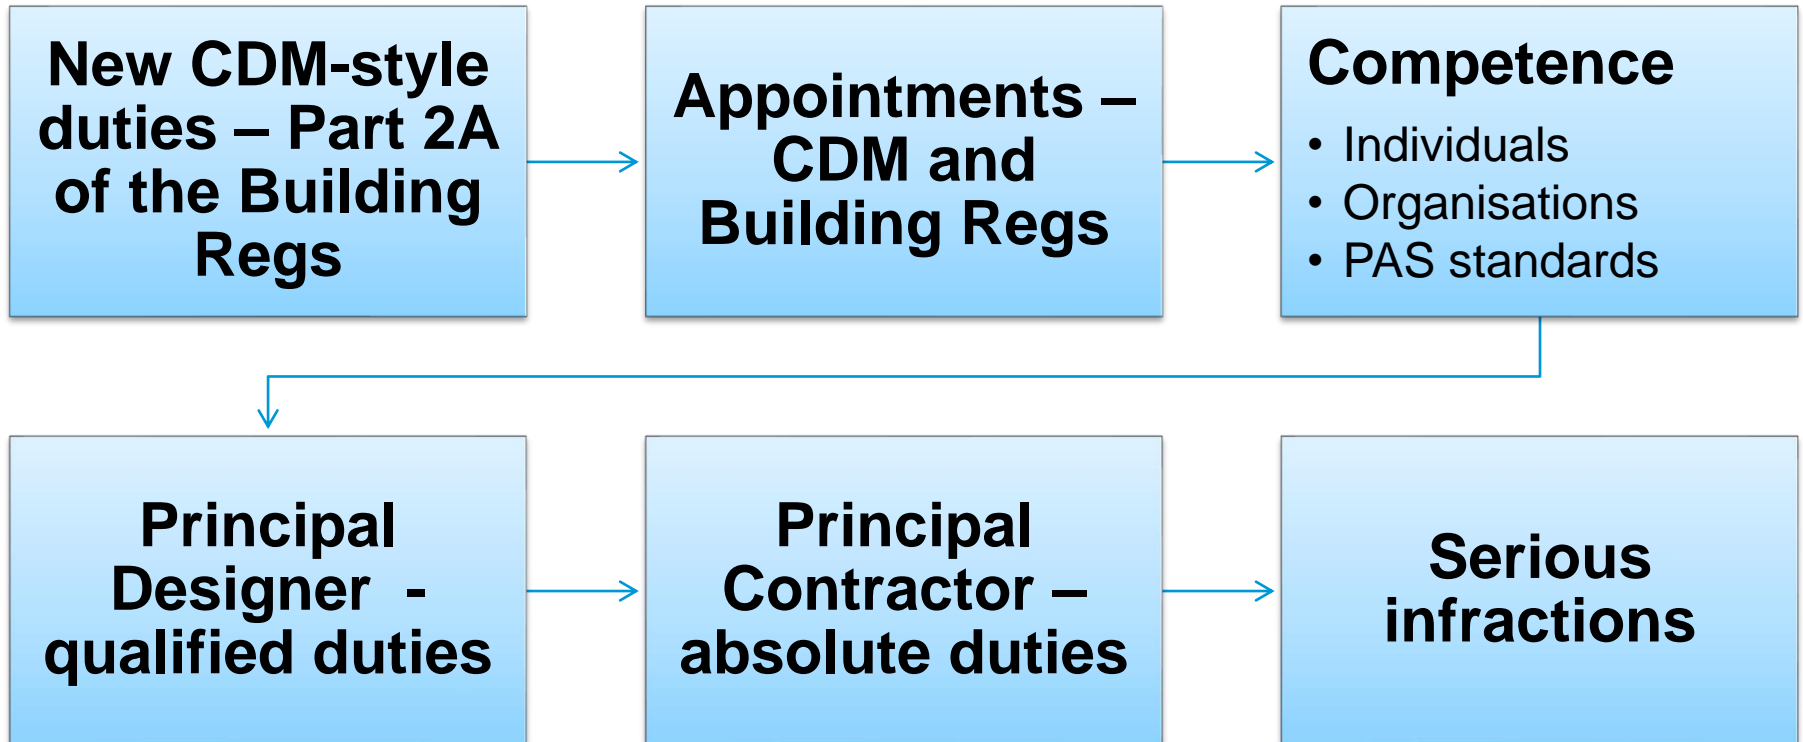 New CDM-style
duties – Part 2A
of the Building
Regs
Appointments –
CDM and
Building Regs
Competence
• Individuals
• Organisations
• PAS standards
Principal
Designer  -
qualified duties
Principal
Contractor –
absolute duties
Serious
infractions